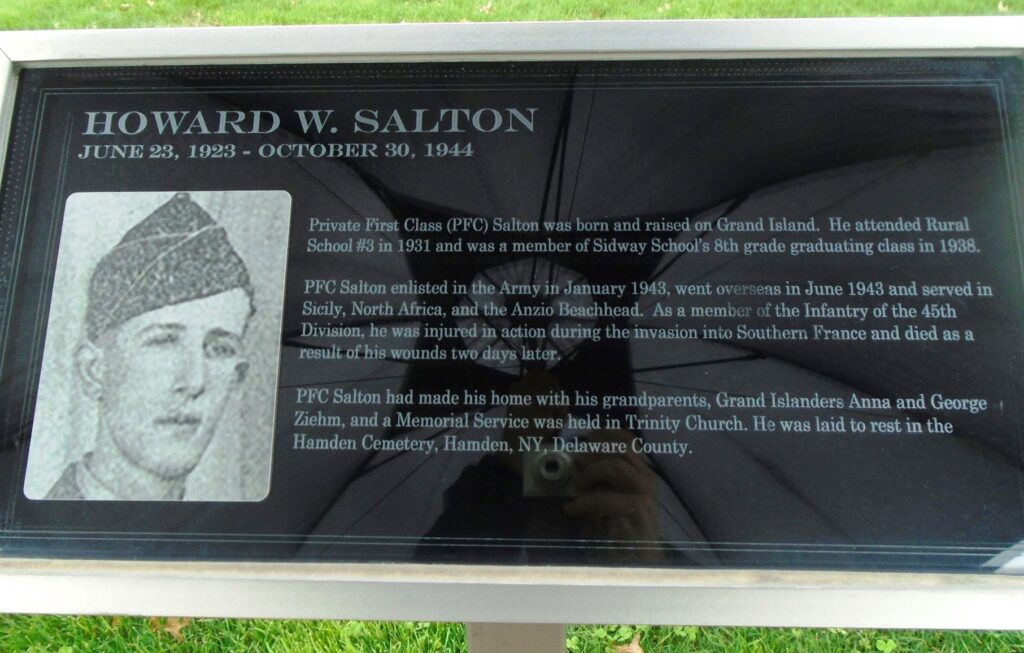 HOWARD W. SALTON
JUNE 23, 1923 - OCTOBER 30, 1944
Private First Class (PFC) Salton was born and raised on Grand Island. He attended Rural
School #3 in 1931 and was a member of Sidway School's 8th grade graduating class in 1938.
PFC Salton enlisted in the Army in January 1943, went overseas in June 1943 and served in
Sicily, North Africa, and the Anzio Beachhead. As a member of the Infantry of the 45th
Division, he was injured in action during the invasion into Southern France and died as a
result of his wounds two days later.
PFC Salton had made his home with his grandparents, Grand Islanders Anna and George
Ziehm, and a Memorial Service was held in Trinity Church. He was laid to rest in the
Hamden Cemetery, Hamden, NY, Delaware County.